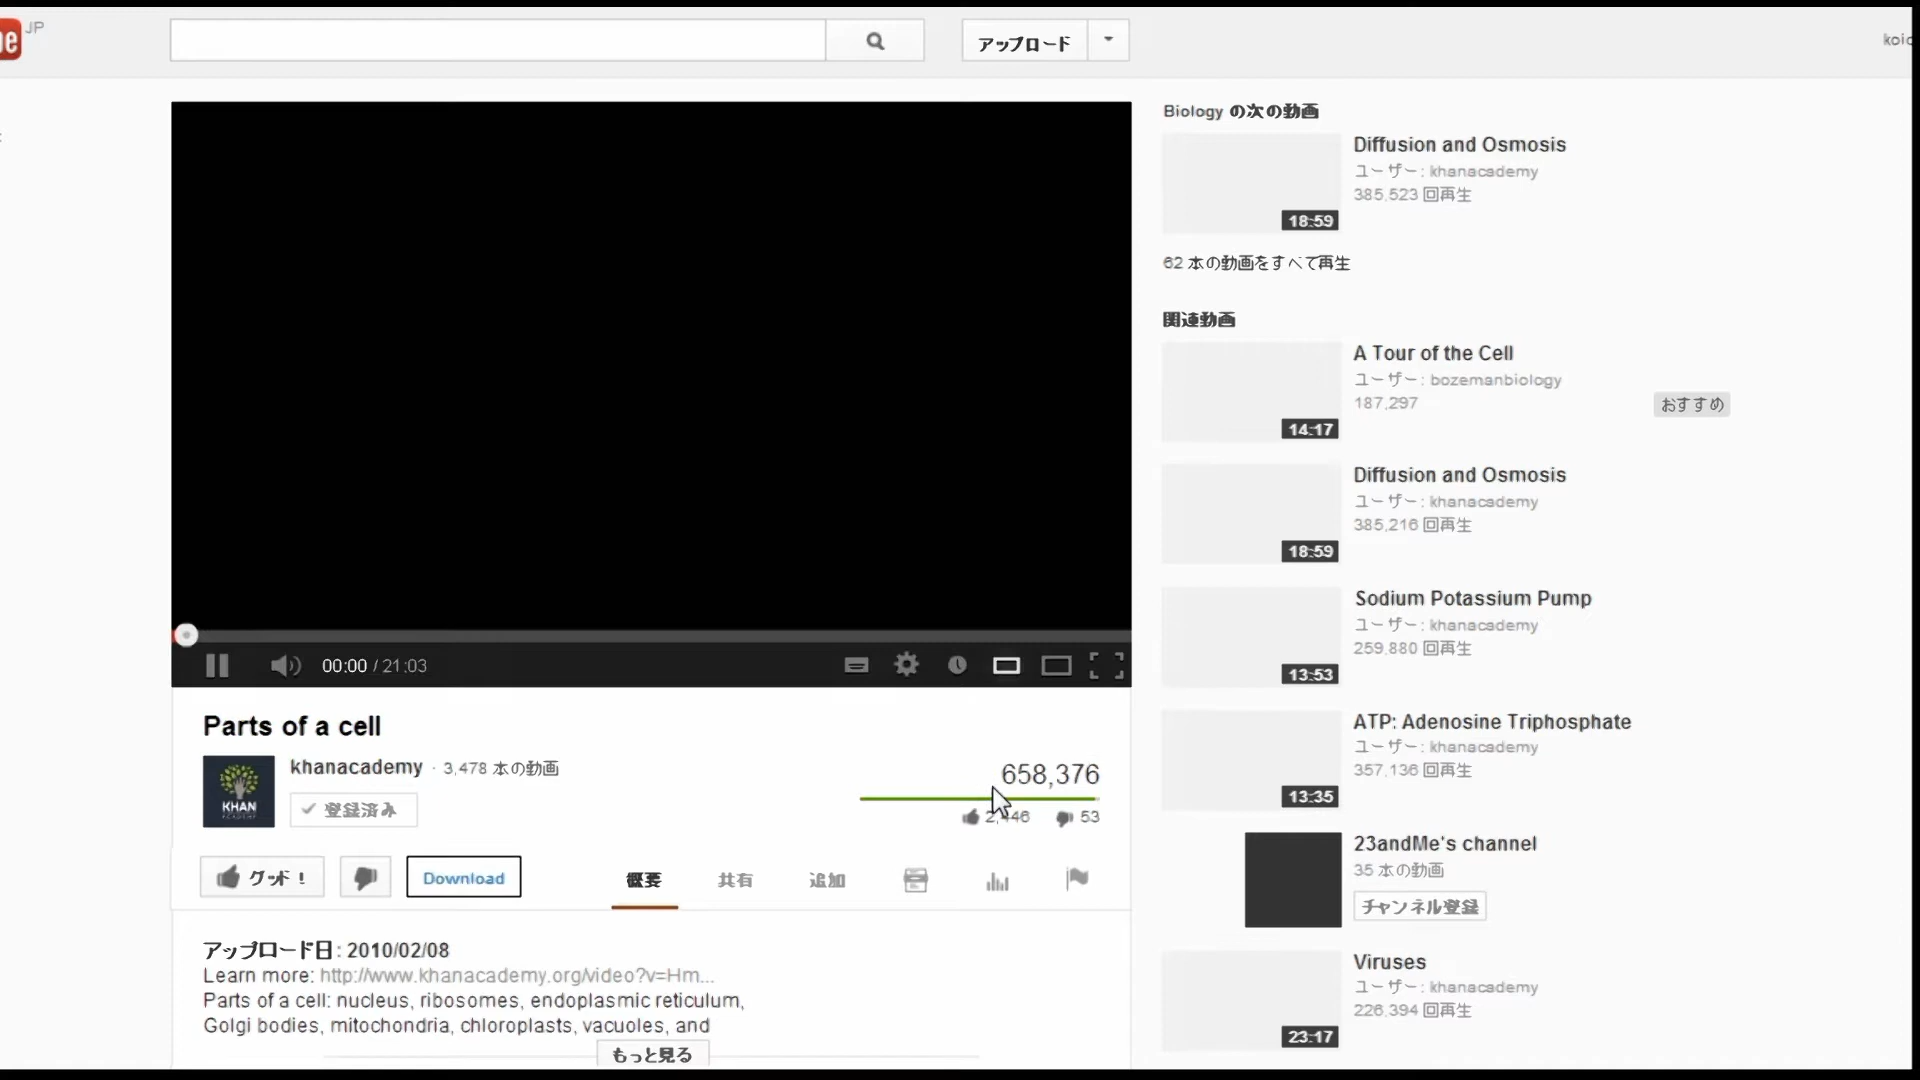 JP
アップロード
Biology の次の動画
Diffusion and Osmosis
ユーザー: khanacademy
385,523 回再生
18:59
62 本の動画をすべて再生
関連動画
A Tour of the Cell
ユーザー: bozemanbiology
187,297
おすすめ
14:17
Diffusion and Osmosis
ユーザー: khanacademy
385,216 回再生
18:59
Sodium Potassium Pump
ユーザー: khanacademy
259,880 回再生
13:53
ATP: Adenosine Triphosphate
ユーザー: khanacademy
357,136 回再生
13:35
23andMe's channel
35 本の動画
チャンネル登録
Viruses
ユーザー: khanacademy
226,394 回再生
23:17
00:00 / 21:03
Parts of a cell
khanacademy · 3,478 本の動画
KHAN
ACADEMY
登録済み
658,376
2,446 53
グッド！
Download
概要 共有 追加
アップロード日: 2010/02/08
Learn more: http://www.khanacademy.org/video?v=Hm...
Parts of a cell: nucleus, ribosomes, endoplasmic reticulum,
Golgi bodies, mitochondria, chloroplasts, vacuoles, and
もっと見る